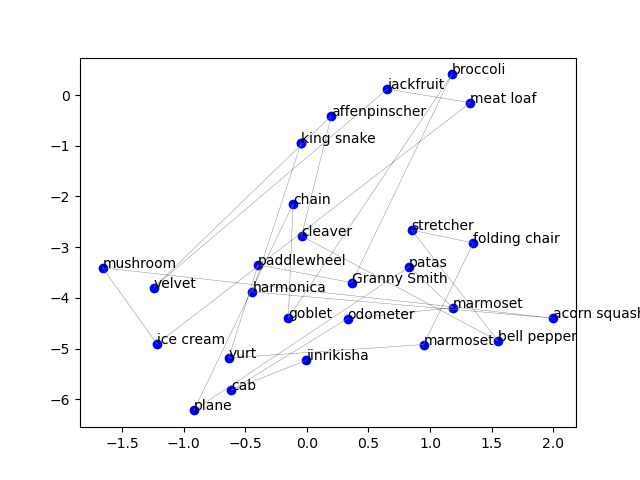 broccoli
jackfruit
meat loaf
affenpinscher
king snake
chain
stretcher
cleaver
folding chair
mushroom
paddlewheel
patas
velvet
harmonica
Granny Smith
goblet
odometer
marmoset
acorn squash
ice cream
yurt
jinrikisha
marmoset
bell pepper
cab
plane
0
−1
−2
−3
−4
−5
−6
−1.5
−1.0
−0.5
0.0
0.5
1.0
1.5
2.0